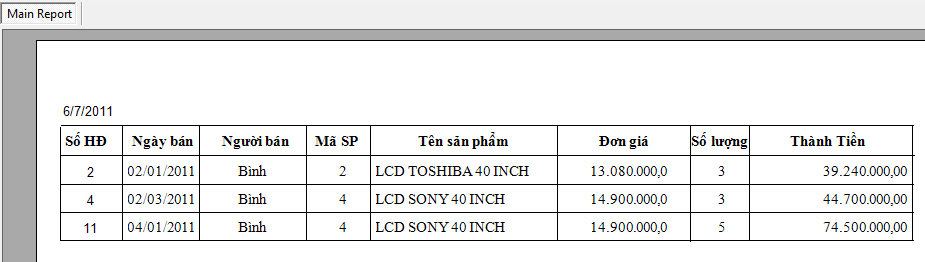 Main Report
6/7/2011
Số HĐ Ngày bán Người bán Mã SP Tên sản phẩm Đơn giá Số lượng Thành Tiền
2 02/01/2011 Bình 2 LCD TOSHIBA 40 INCH 13.080.000,0 3 39.240.000,00
4 02/03/2011 Bình 4 LCD SONY 40 INCH 14.900.000,0 3 44.700.000,00
11 04/01/2011 Bình 4 LCD SONY 40 INCH 14.900.000,0 5 74.500.000,00